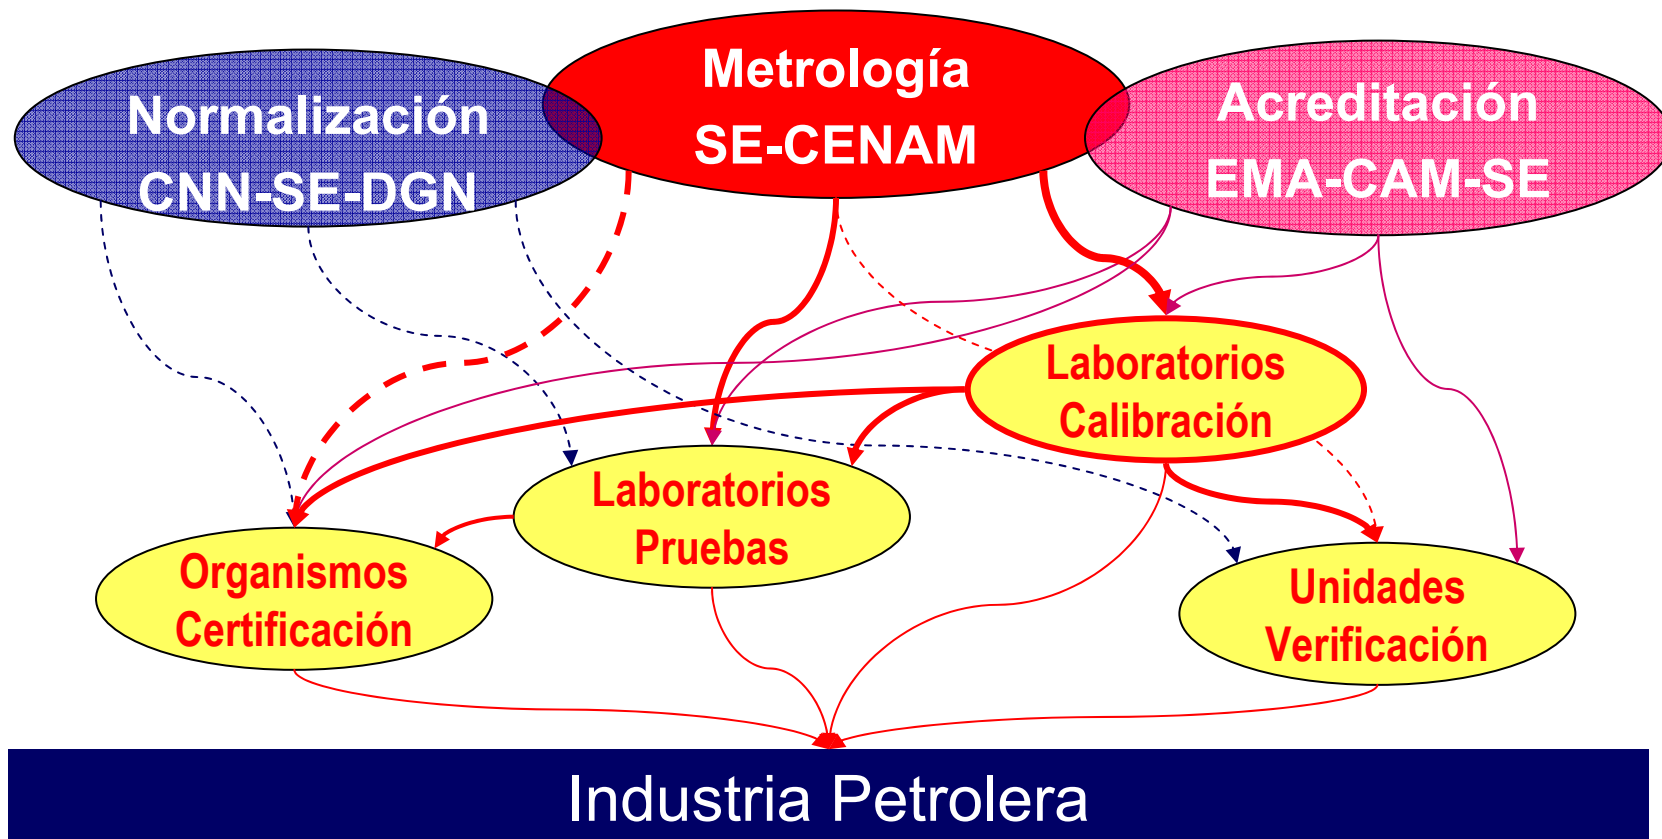 Normalización
CNN-SE-DGN
Metrología
SE-CENAM
Acreditación
EMA-CAM-SE
Laboratorios
Calibración
Laboratorios
Pruebas
Organismos
Certificación
Unidades
Verificación
Industria Petrolera